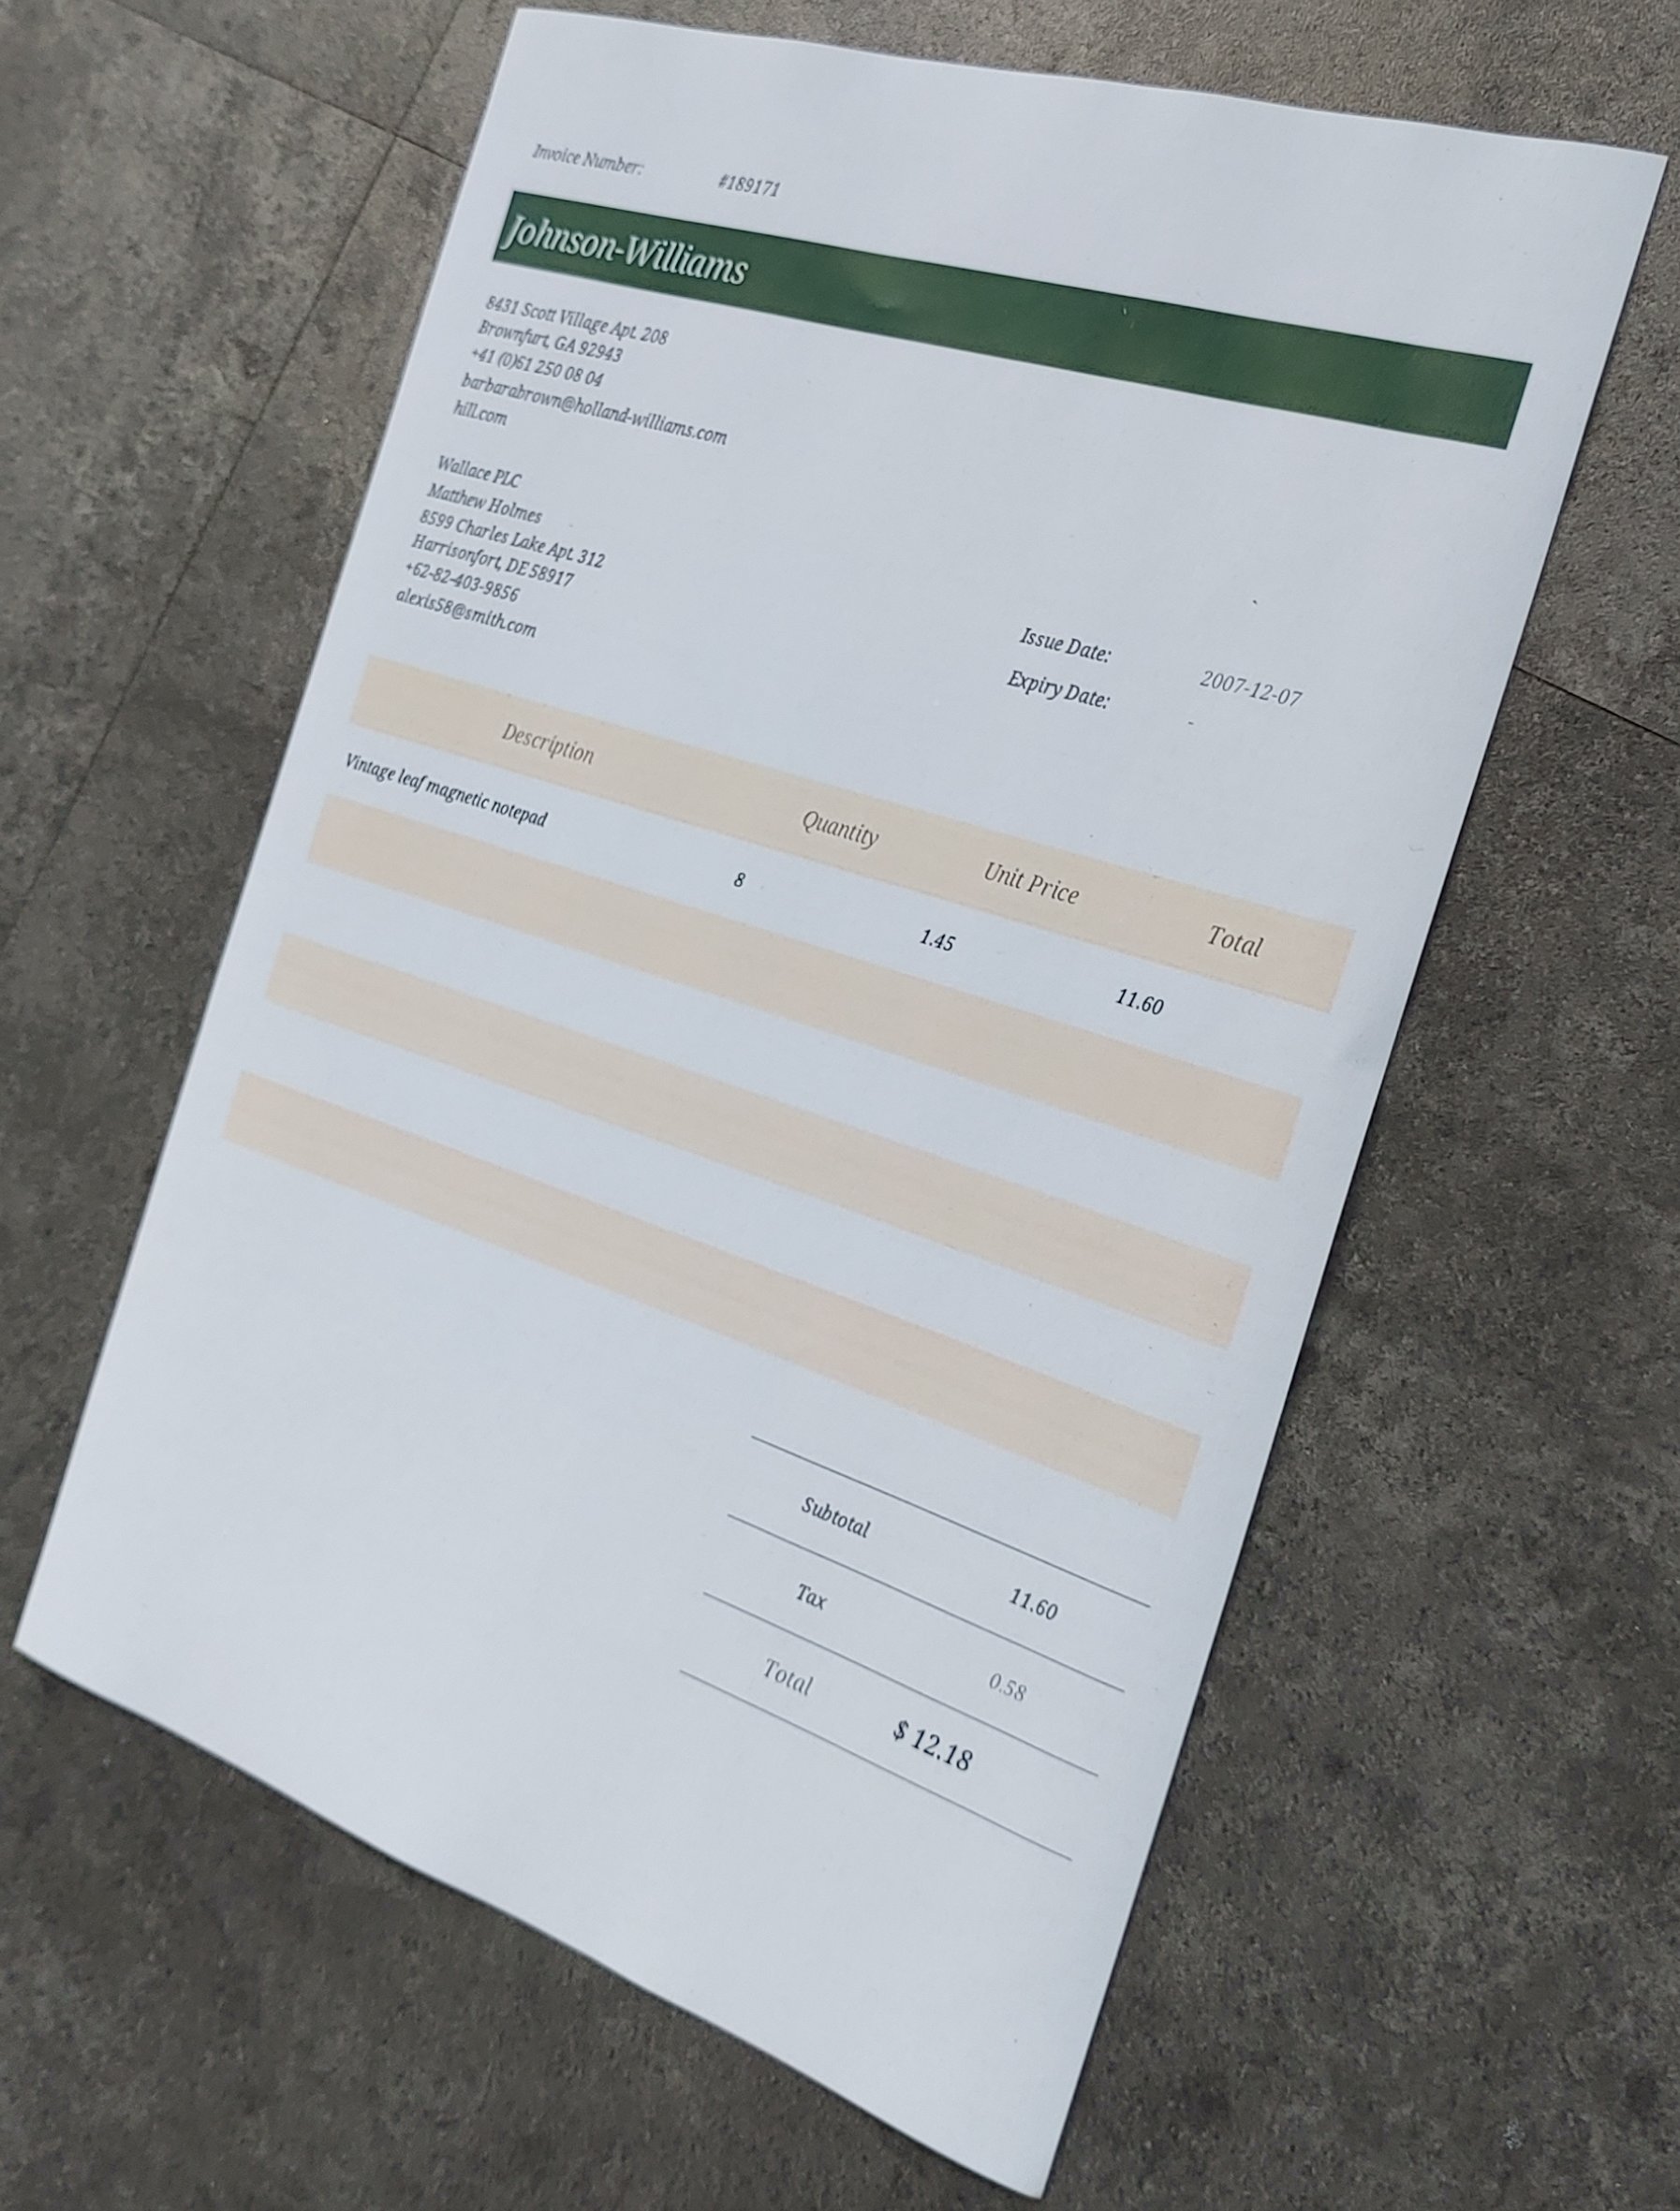 Invoice Number: #189171
Johnson-Williams
8431 Scott Village Apt. 208
Brownfurt, GA 92943
+41 (0)61 250 08 04
barbarabrown@holland-williams.com
hill.com
Wallace PLC
Matthew Holmes
8599 Charles Lake Apt. 312
Harrisonfort, DE 58917
+62-82-403-9856
alexis58@smith.com
Issue Date: 2007-12-07
Expiry Date: -
Description Quantity Unit Price Total
Vintage leaf magnetic notepad 8 1.45 11.60
Subtotal 11.60
Tax 0.58
Total $ 12.18